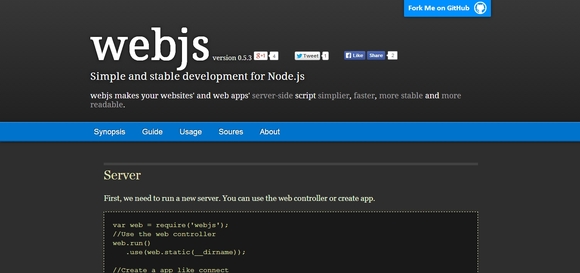 Fork Me on GitHub
webjs version 0.5.3 +1 4 Tweet 1 Like Share 2
Simple and stable development for Node.js
webjs makes your websites' and web apps' server-side script simplier, faster, more stable and more
readable.
Synopsis Guide Usage Soures About
Server
First, we need to run a new server. You can use the web controller or create app.
var web = require('webjs');
//Use the web controller
web.run()
.use(web.static(__dirname));
//Create a app like connect